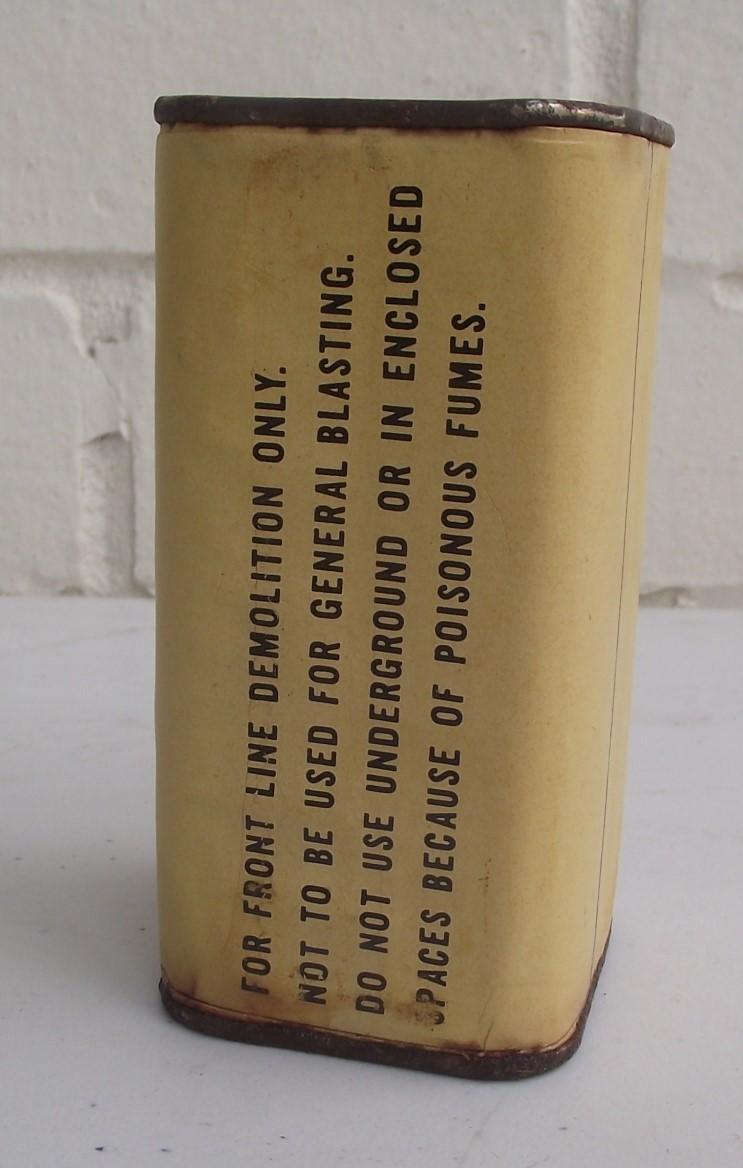 FOR FRONT LINE DEMOLITION ONLY.
NOT TO BE USED FOR GENERAL BLASTING.
DO NOT USE UNDERGROUND OR IN ENCLOSED
SPACES BECAUSE OF POISONOUS FUMES.